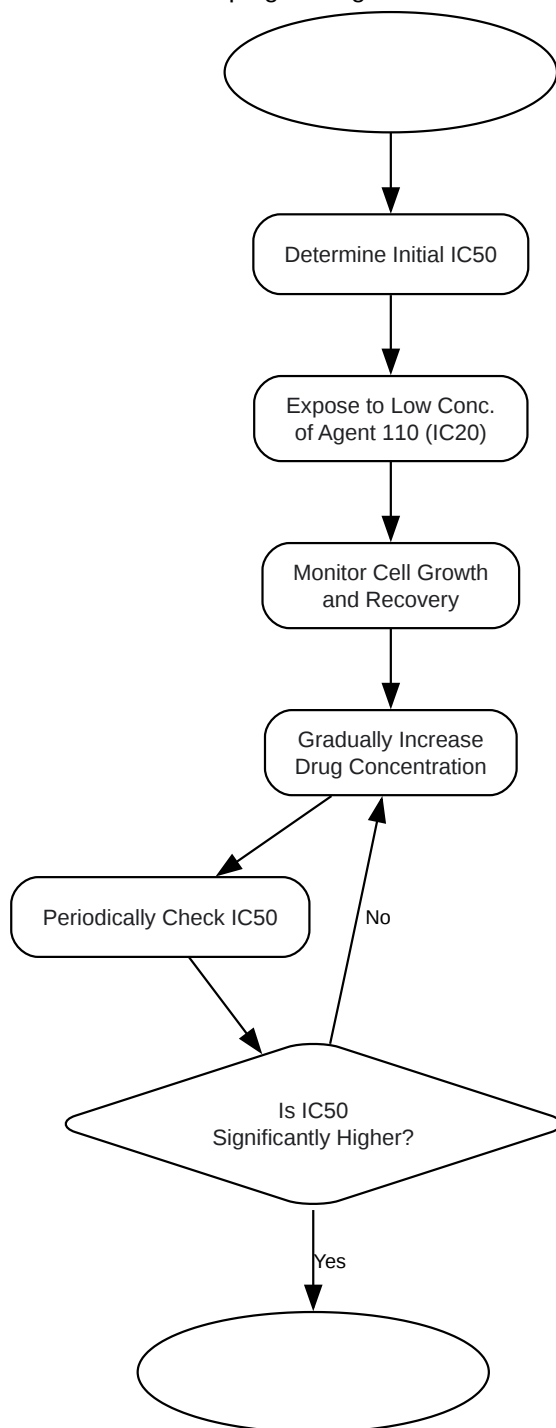 Determine Initial IC50
Expose to Low Conc.
of Agent 110 (IC20)
Monitor Cell Growth
and Recovery
Gradually Increase
Drug Concentration
Periodically Check IC50
No
Is IC50
Significantly Higher?
Yes